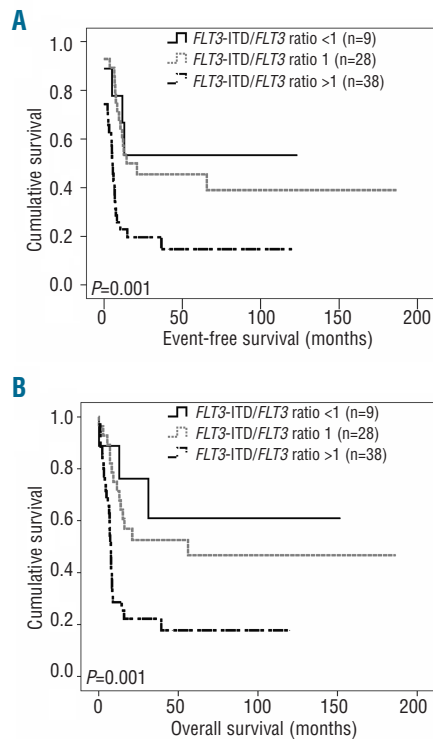 A
FLT3-ITD/FLT3 ratio <1 (n=9)
FLT3-ITD/FLT3 ratio 1 (n=28)
FLT3-ITD/FLT3 ratio >1 (n=38)
Cumulative survival
1.0
0.8
0.6
0.4
0.2
0.0
P=0.001
0 50 100 150 200
Event-free survival (months)
B
FLT3-ITD/FLT3 ratio <1 (n=9)
FLT3-ITD/FLT3 ratio 1 (n=28)
FLT3-ITD/FLT3 ratio >1 (n=38)
Cumulative survival
1.0
0.8
0.6
0.4
0.2
0.0
P=0.001
0 50 100 150 200
Overall survival (months)